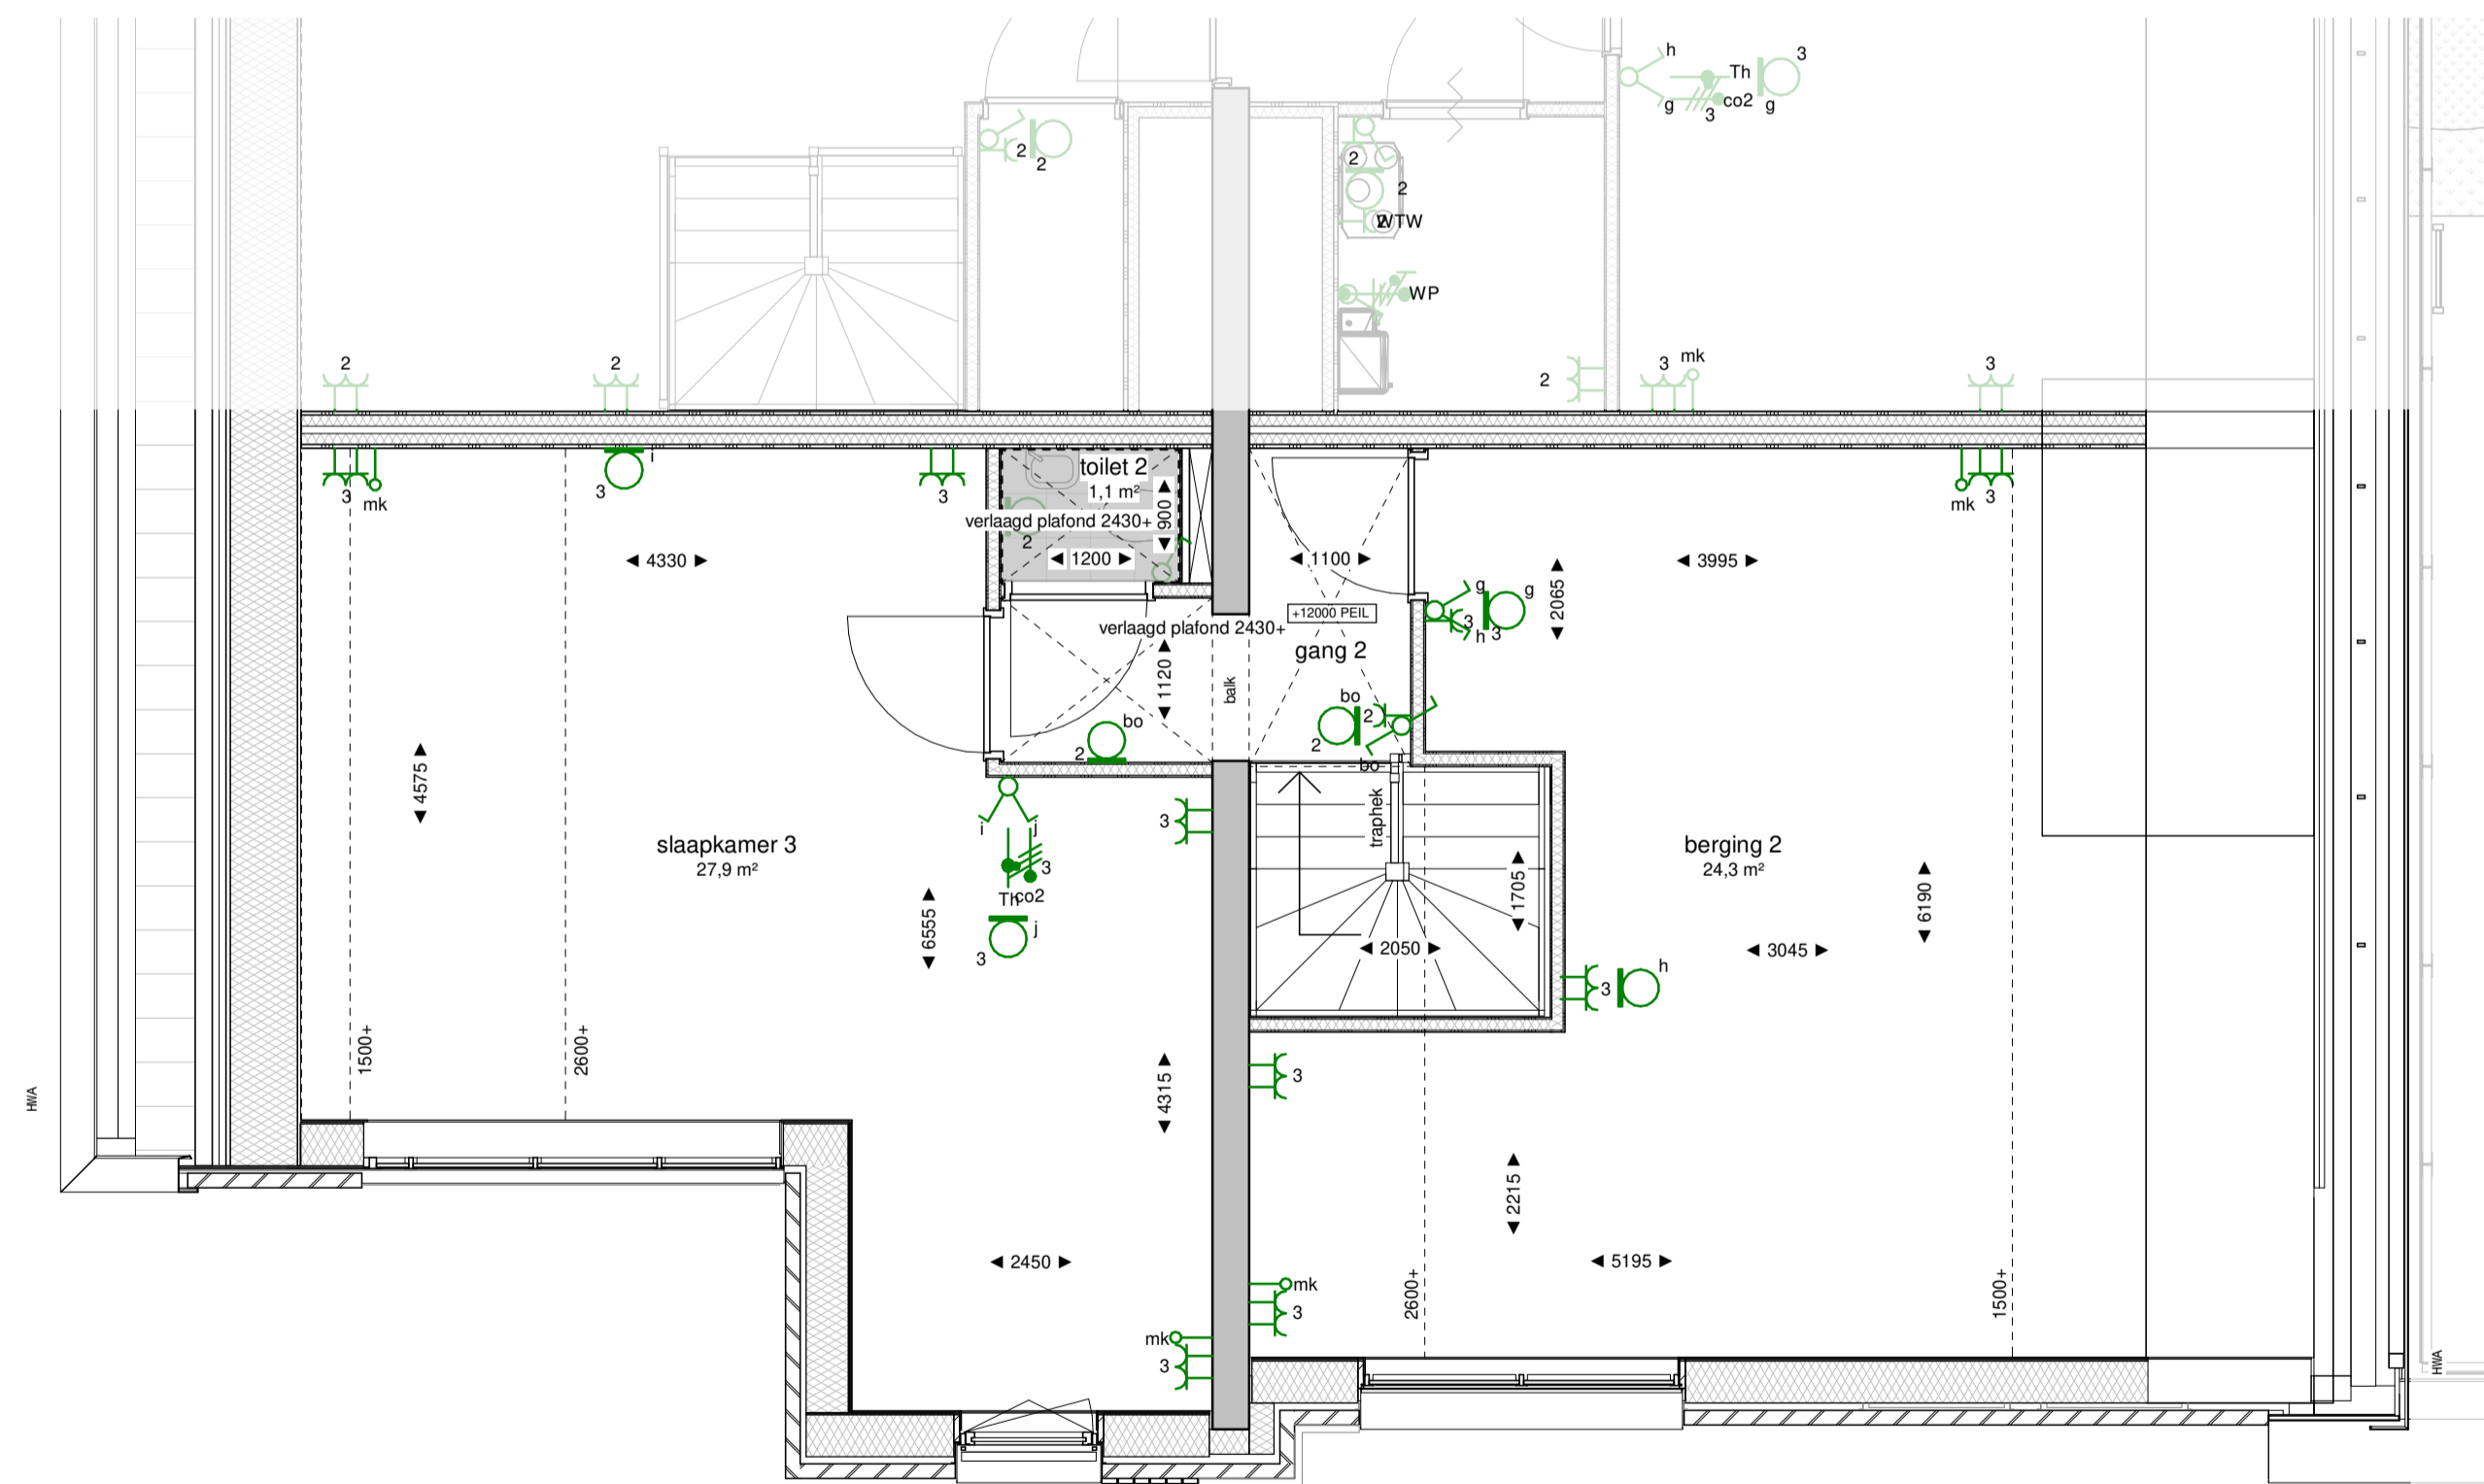 h
3
Th
g
co2
g
3
2
2
2
2
2
WTW
WP
2
2
2
3
mk
3
3
mk
3
i
3
toilet 2
1,1 m²
900
verlaagd plafond 2430+
2
1200
mk
3
4330
1100
3995
2065
+12000 PEIL
g
g
3
h
3
verlaagd plafond 2430+
gang 2
1120
balk
bo
2
bo
2
2
bo
4575
traphek
i
j
3
3
slaapkamer 3
27,9 m²
Th
co2
j
3
6555
berging 2
24,3 m²
1705
2050
3045
6190
h
3
1500+
2600+
4315
3
HWA
2215
2450
5195
mk
3
2600+
1500+
mk
3
HWA